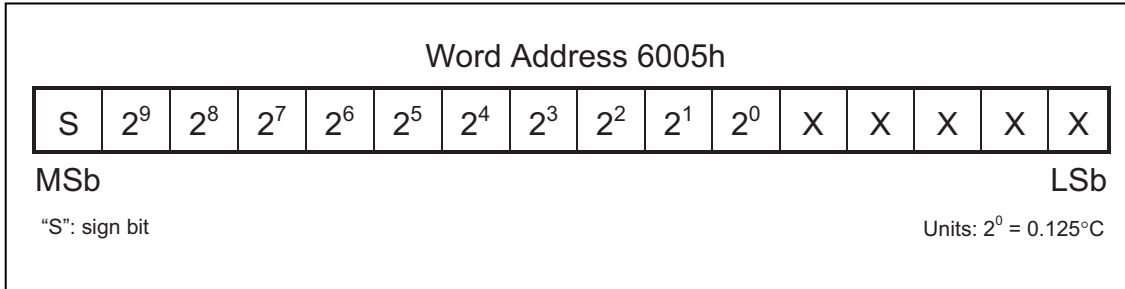 Word Address 6005h
S 2⁹ 2⁸ 2⁷ 2⁶ 2⁵ 2⁴ 2³ 2² 2¹ 2⁰ X X X X X
MSb LSb
“S”: sign bit Units: 2⁰ = 0.125°C